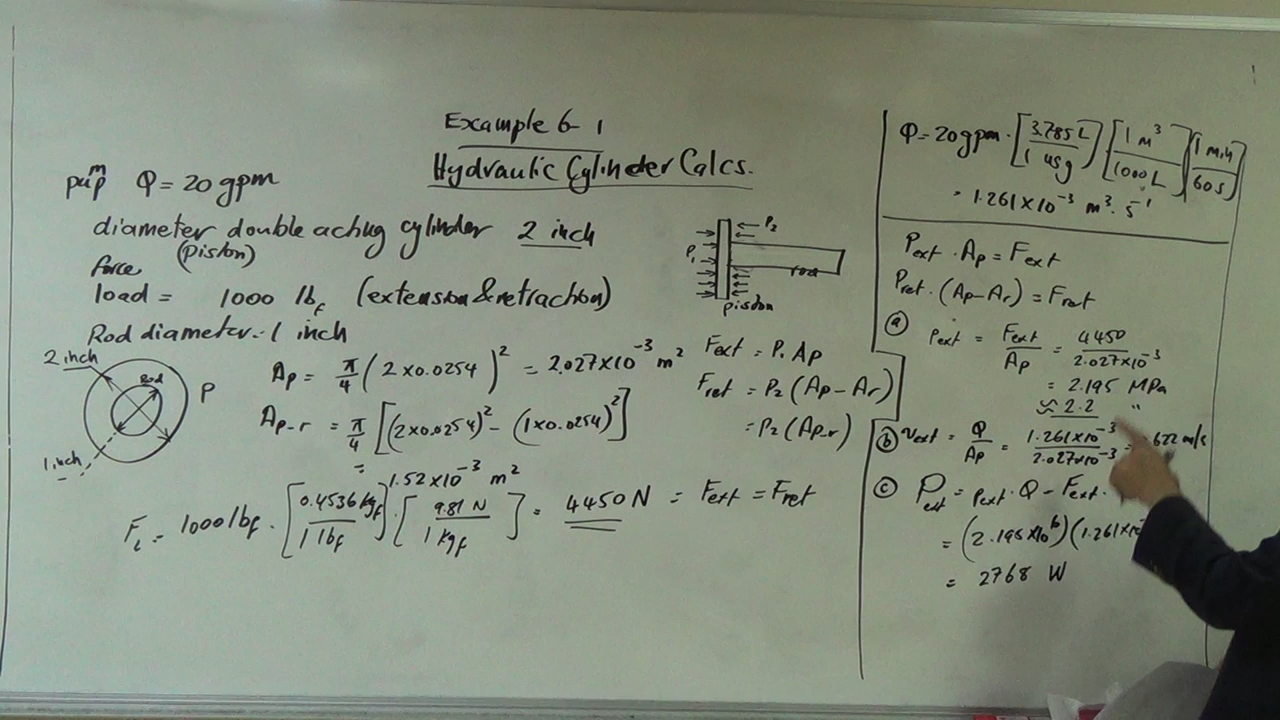 Example 6-1
Hydraulic Cylinder Calcs.
pump Q = 20 gpm
diameter double acting cylinder 2 inch
(piston)
force
load = 1000 lbf (extension & retraction)
Rod diameter - 1 inch
2 inch
Rod
P
1 inch
P1
P2
rod
piston
Ap = π/4 (2×0.0254)² = 2.027×10⁻³ m²
Ap-r = π/4 [(2×0.0254)² - (1×0.0254)²]
= 1.52×10⁻³ m²
Fext = P1 Ap
Fret = P2 (Ap - Ar)
= P2 (Ap-r)
FL = 1000 lbf · [0.4536 kgf / 1 lbf] · [9.81 N / 1 kgf] = 4450 N = Fext = Fret
Q = 20 gpm · [3.785 L / 1 usg] [1 m³ / 1000 L] [1 min / 60 s]
= 1.261×10⁻³ m³·s⁻¹
Pext · Ap = Fext
Pret · (Ap - Ar) = Fret
(a) Pext = Fext / Ap = 4450 / 2.027×10⁻³
= 2.195 MPa
≈ 2.2 "
(b) vext = Q / Ap = 1.261×10⁻³ / 2.027×10⁻³ = 622 m/s
(c) Pext = Pext · Q = Fext ·
= (2.195×10⁶)(1.261×10
= 2768 W